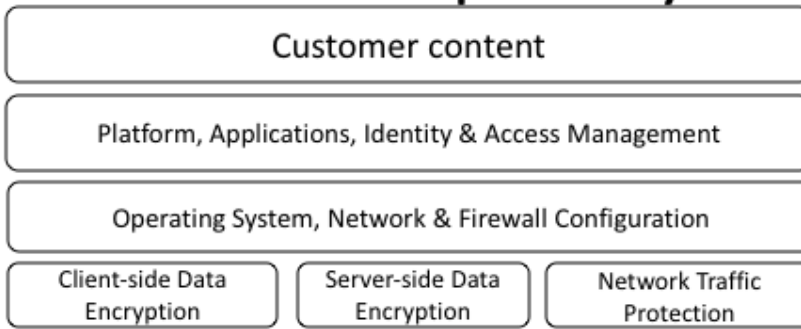 Customer content
Platform, Applications, Identity & Access Management
Operating System, Network & Firewall Configuration
Client-side Data
Encryption
Server-side Data
Encryption
Network Traffic
Protection